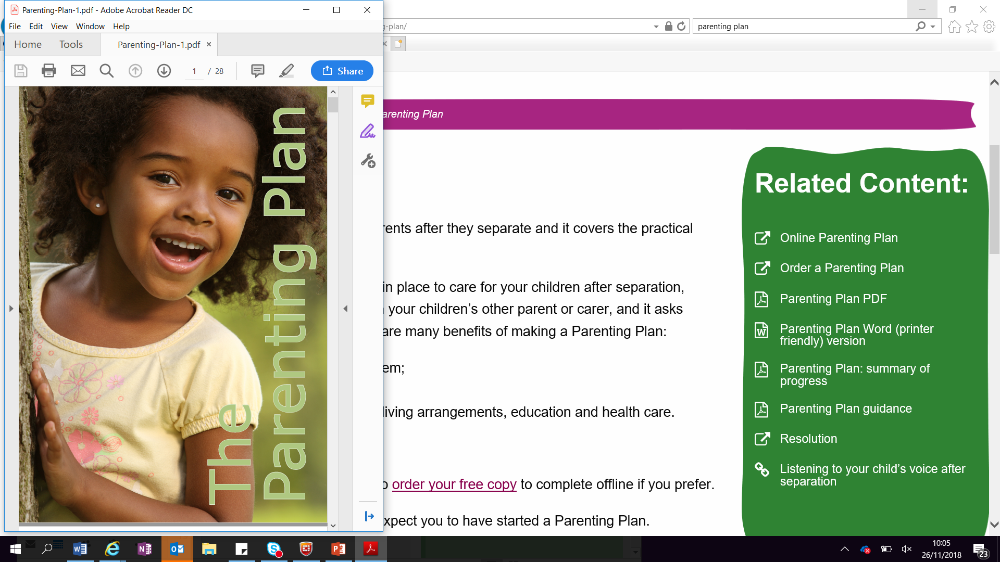 Parenting-Plan-1.pdf - Adobe Acrobat Reader DC
File Edit View Window Help
Home Tools Parenting-Plan-1.pdf
1 / 28
Share
The
Parenting Plan
g-plan/
parenting plan
arenting Plan
rents after they separate and it covers the practical
in place to care for your children after separation,
your children’s other parent or carer, and it asks
are many benefits of making a Parenting Plan:
em;
living arrangements, education and health care.
o order your free copy to complete offline if you prefer.
xpect you to have started a Parenting Plan.
Related Content:
Online Parenting Plan
Order a Parenting Plan
Parenting Plan PDF
Parenting Plan Word (printer
friendly) version
Parenting Plan: summary of
progress
Parenting Plan guidance
Resolution
Listening to your child’s voice after
separation
10:05
26/11/2018
23